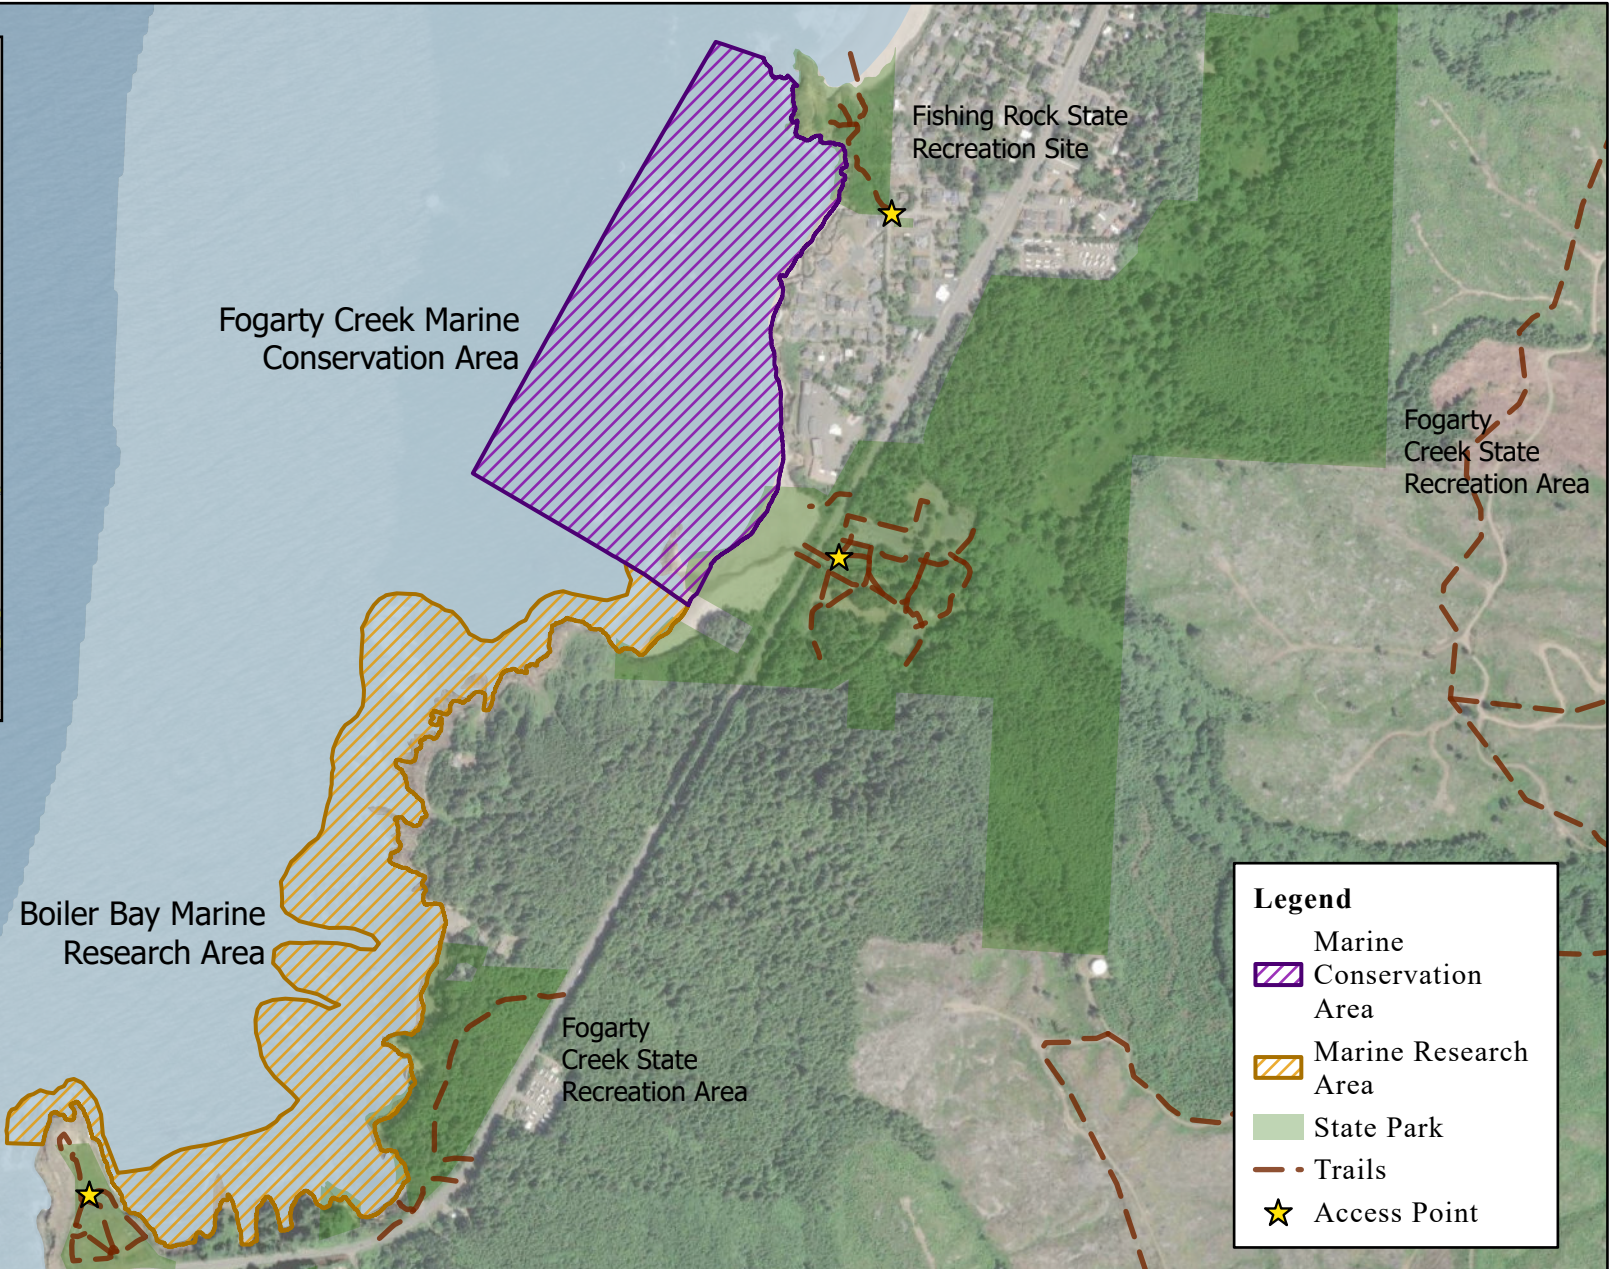 Fishing Rock State
Recreation Site
Fogarty Creek Marine
Conservation Area
Fogarty
Creek State
Recreation Area
Boiler Bay Marine
Research Area
Fogarty
Creek State
Recreation Area
Legend
Marine
Conservation
Area
Marine Research
Area
State Park
Trails
Access Point